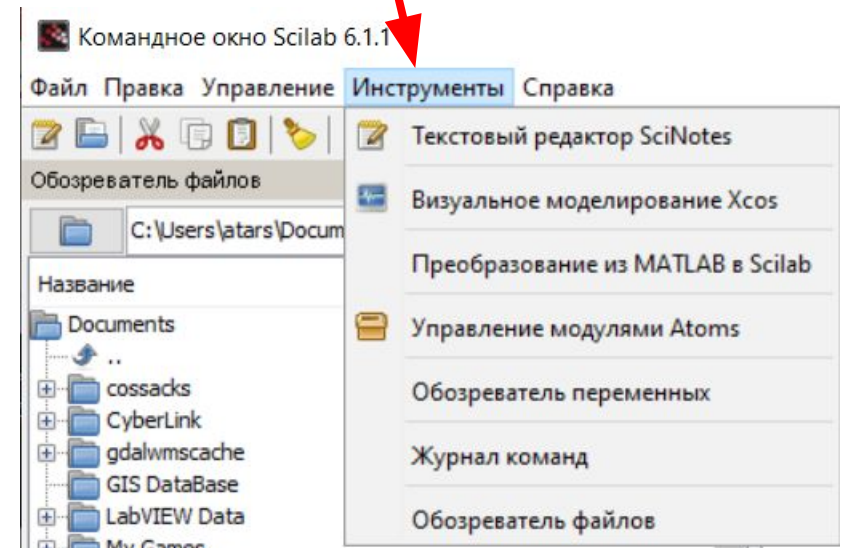 Командное окно Scilab 6.1.1
Файл Правка Управление Инструменты Справка
Текстовый редактор SciNotes
Обозреватель файлов
Визуальное моделирование Xcos
C:\Users\atars\Docum
Преобразование из MATLAB в Scilab
Название
Documents
Управление модулями Atoms
..
cossacks
Обозреватель переменных
CyberLink
gdalwmscache
Журнал команд
GIS DataBase
LabVIEW Data
Обозреватель файлов
My Games